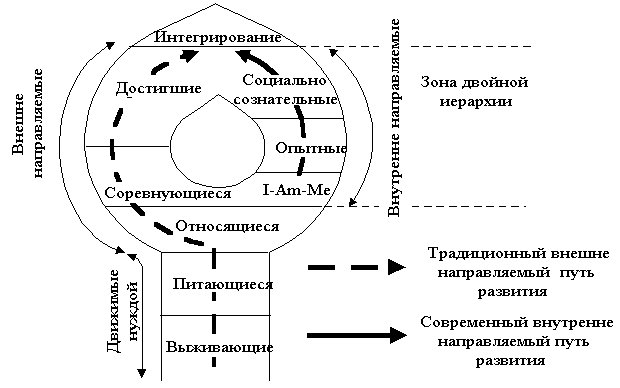 Интегрирование
Достигшие
Социально
сознательные
Опытные
I-Am-Me
Соревнующиеся
Относящиеся
Питающиеся
Выживающие
Внешне
направляемые
Движимые
нуждой
Внутренне направляемые
Зона двойной
иерархии
Традиционный внешне
направляемый путь
развития
Современный внутренне
направляемый путь
развития